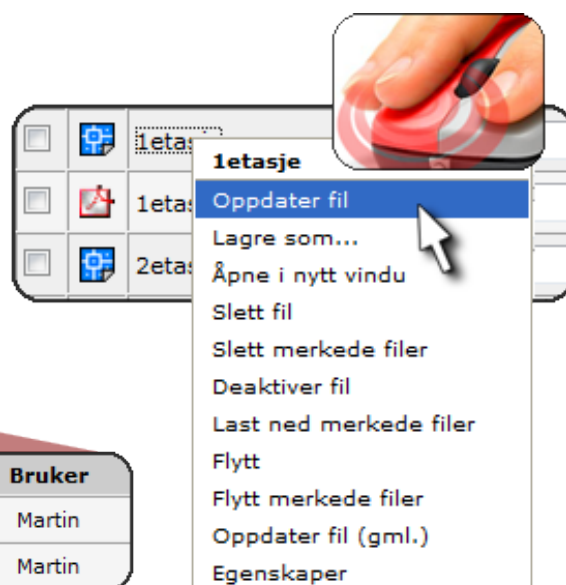 1etas
1etasje
1etas
2etas
Oppdater fil
Lagre som...
Åpne i nytt vindu
Slett fil
Slett merkede filer
Deaktiver fil
Last ned merkede filer
Flytt
Flytt merkede filer
Oppdater fil (gml.)
Egenskaper
Bruker
Martin
Martin